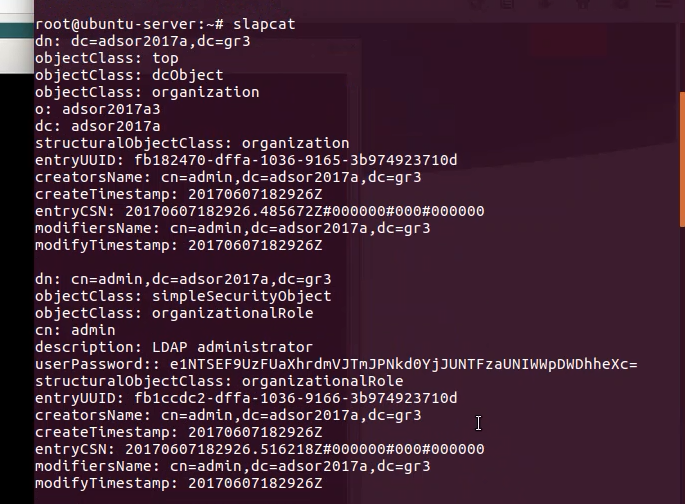 root@ubuntu-server:~# slapcat
dn: dc=adsor2017a,dc=gr3
objectClass: top
objectClass: dcObject
objectClass: organization
o: adsor2017a3
dc: adsor2017a
structuralObjectClass: organization
entryUUID: fb182470-dffa-1036-9165-3b974923710d
creatorsName: cn=admin,dc=adsor2017a,dc=gr3
createTimestamp: 20170607182926Z
entryCSN: 20170607182926.485672Z#000000#000#000000
modifiersName: cn=admin,dc=adsor2017a,dc=gr3
modifyTimestamp: 20170607182926Z
dn: cn=admin,dc=adsor2017a,dc=gr3
objectClass: simpleSecurityObject
objectClass: organizationalRole
cn: admin
description: LDAP administrator
userPassword:: e1NTSEF9UzFUaXhrdmVJTmJPNkd0YjJUNTFzaUNIWWpDWDhheXc=
structuralObjectClass: organizationalRole
entryUUID: fb1ccdc2-dffa-1036-9166-3b974923710d
creatorsName: cn=admin,dc=adsor2017a,dc=gr3
createTimestamp: 20170607182926Z
entryCSN: 20170607182926.516218Z#000000#000#000000
modifiersName: cn=admin,dc=adsor2017a,dc=gr3
modifyTimestamp: 20170607182926Z